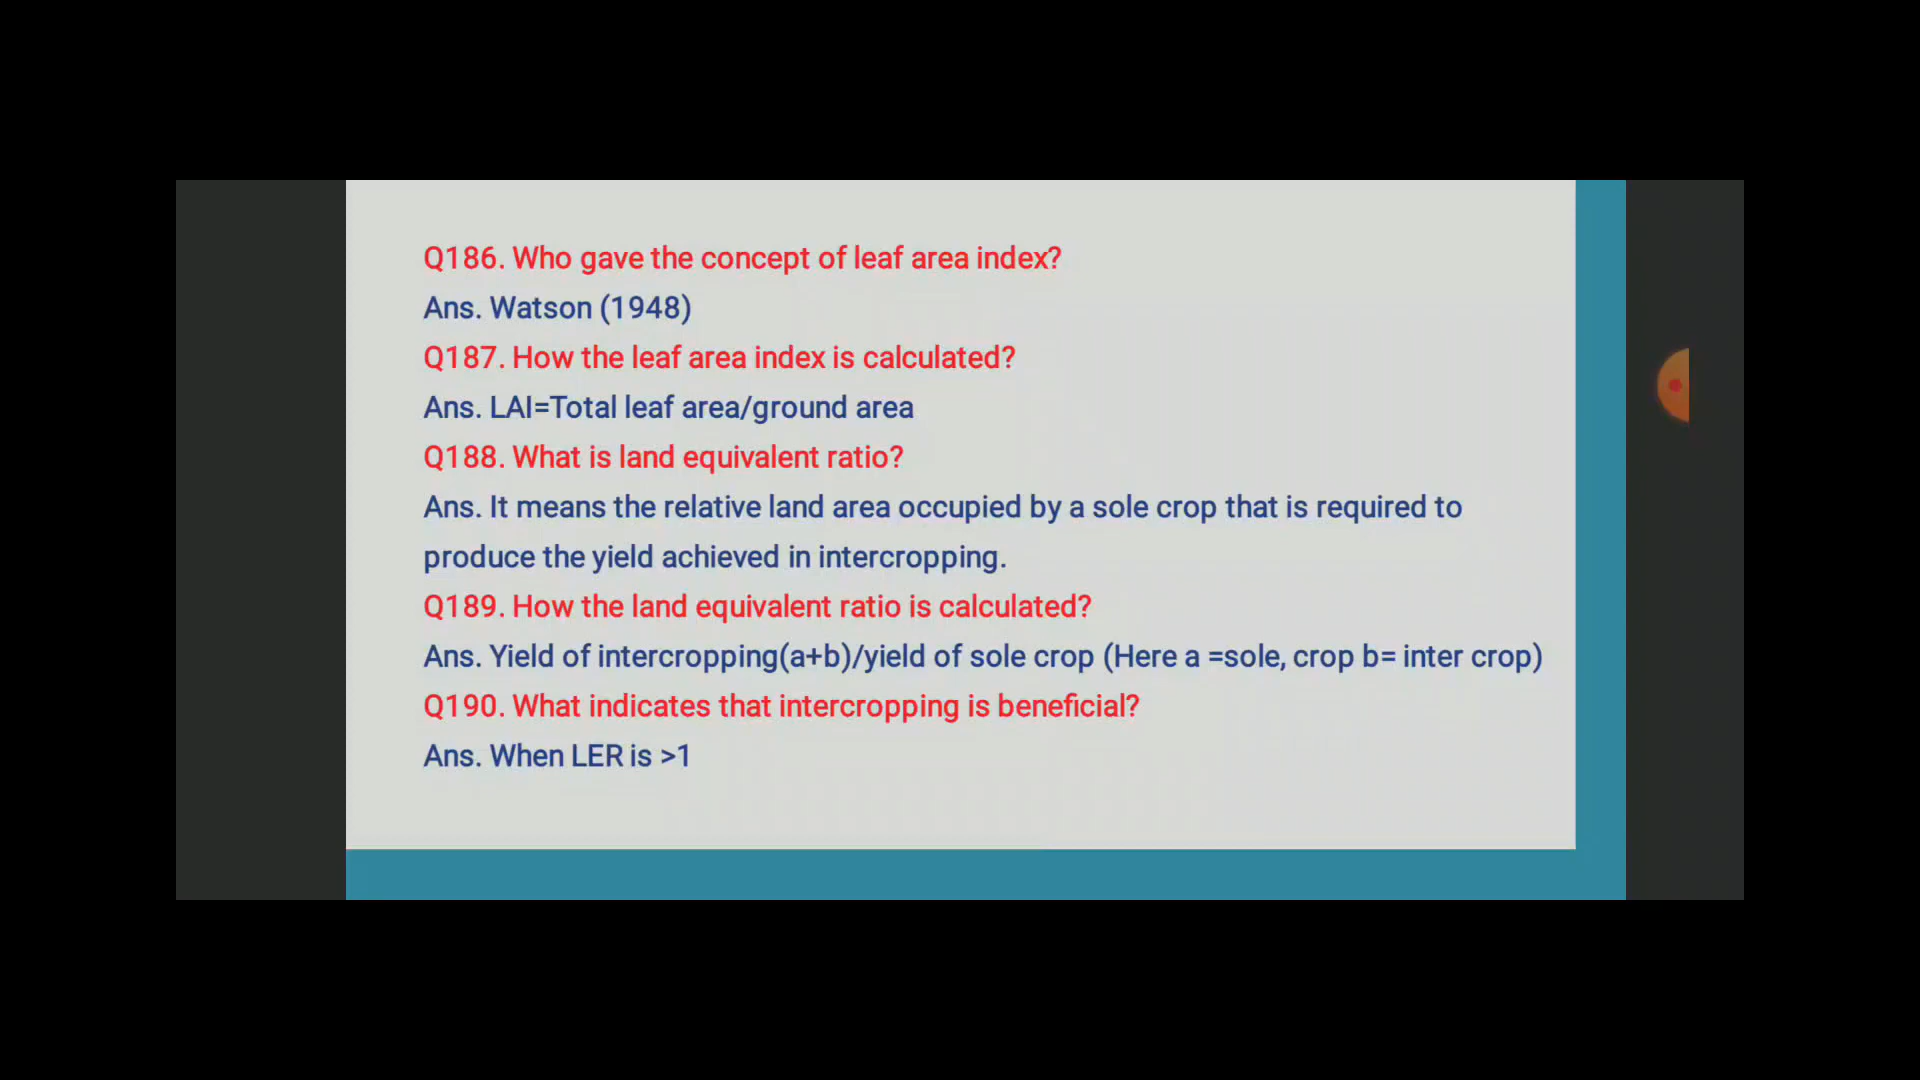 Q186. Who gave the concept of leaf area index?
Ans. Watson (1948)
Q187. How the leaf area index is calculated?
Ans. LAI=Total leaf area/ground area
Q188. What is land equivalent ratio?
Ans. It means the relative land area occupied by a sole crop that is required to
produce the yield achieved in intercropping.
Q189. How the land equivalent ratio is calculated?
Ans. Yield of intercropping(a+b)/yield of sole crop (Here a =sole, crop b= inter crop)
Q190. What indicates that intercropping is beneficial?
Ans. When LER is >1